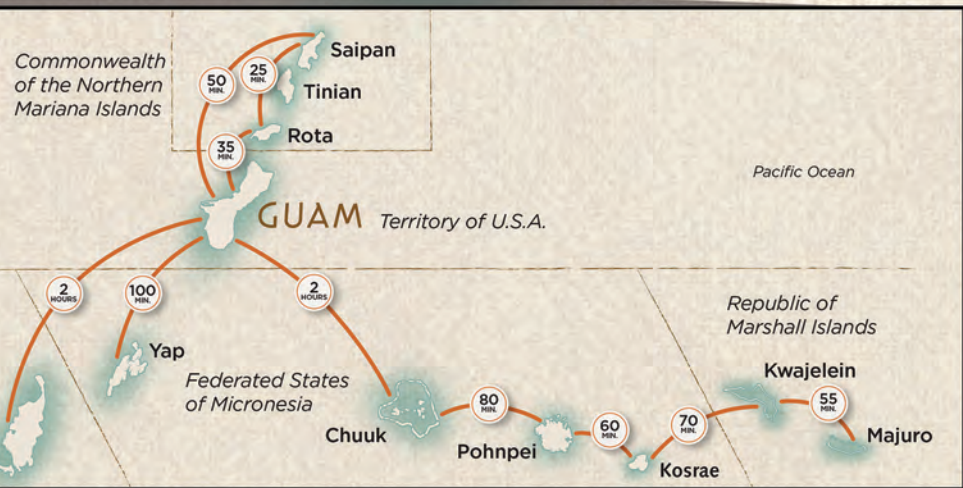 Commonwealth
of the Northern
Mariana Islands
Saipan
50
MIN.
25
MIN.
Tinian
Rota
35
MIN.
Pacific Ocean
GUAM
Territory of U.S.A.
2
HOURS
100
MIN.
2
HOURS
Republic of
Marshall Islands
Yap
Federated States
of Micronesia
Kwajelein
80
MIN.
55
MIN.
Chuuk
Pohnpei
60
MIN.
70
MIN.
Majuro
Kosrae